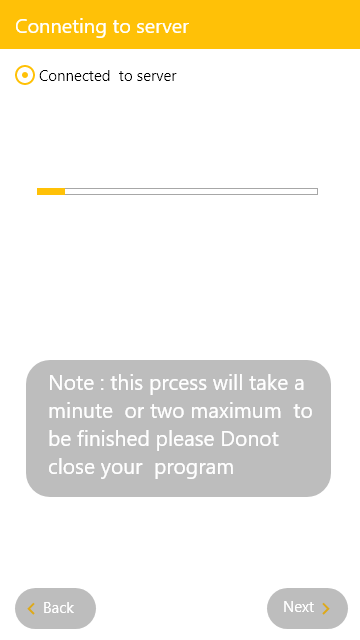 Conneting to server
Connected  to server
Note : this prcess will take a
minute  or two maximum  to
be finished please Donot
close your  program
Back
Next